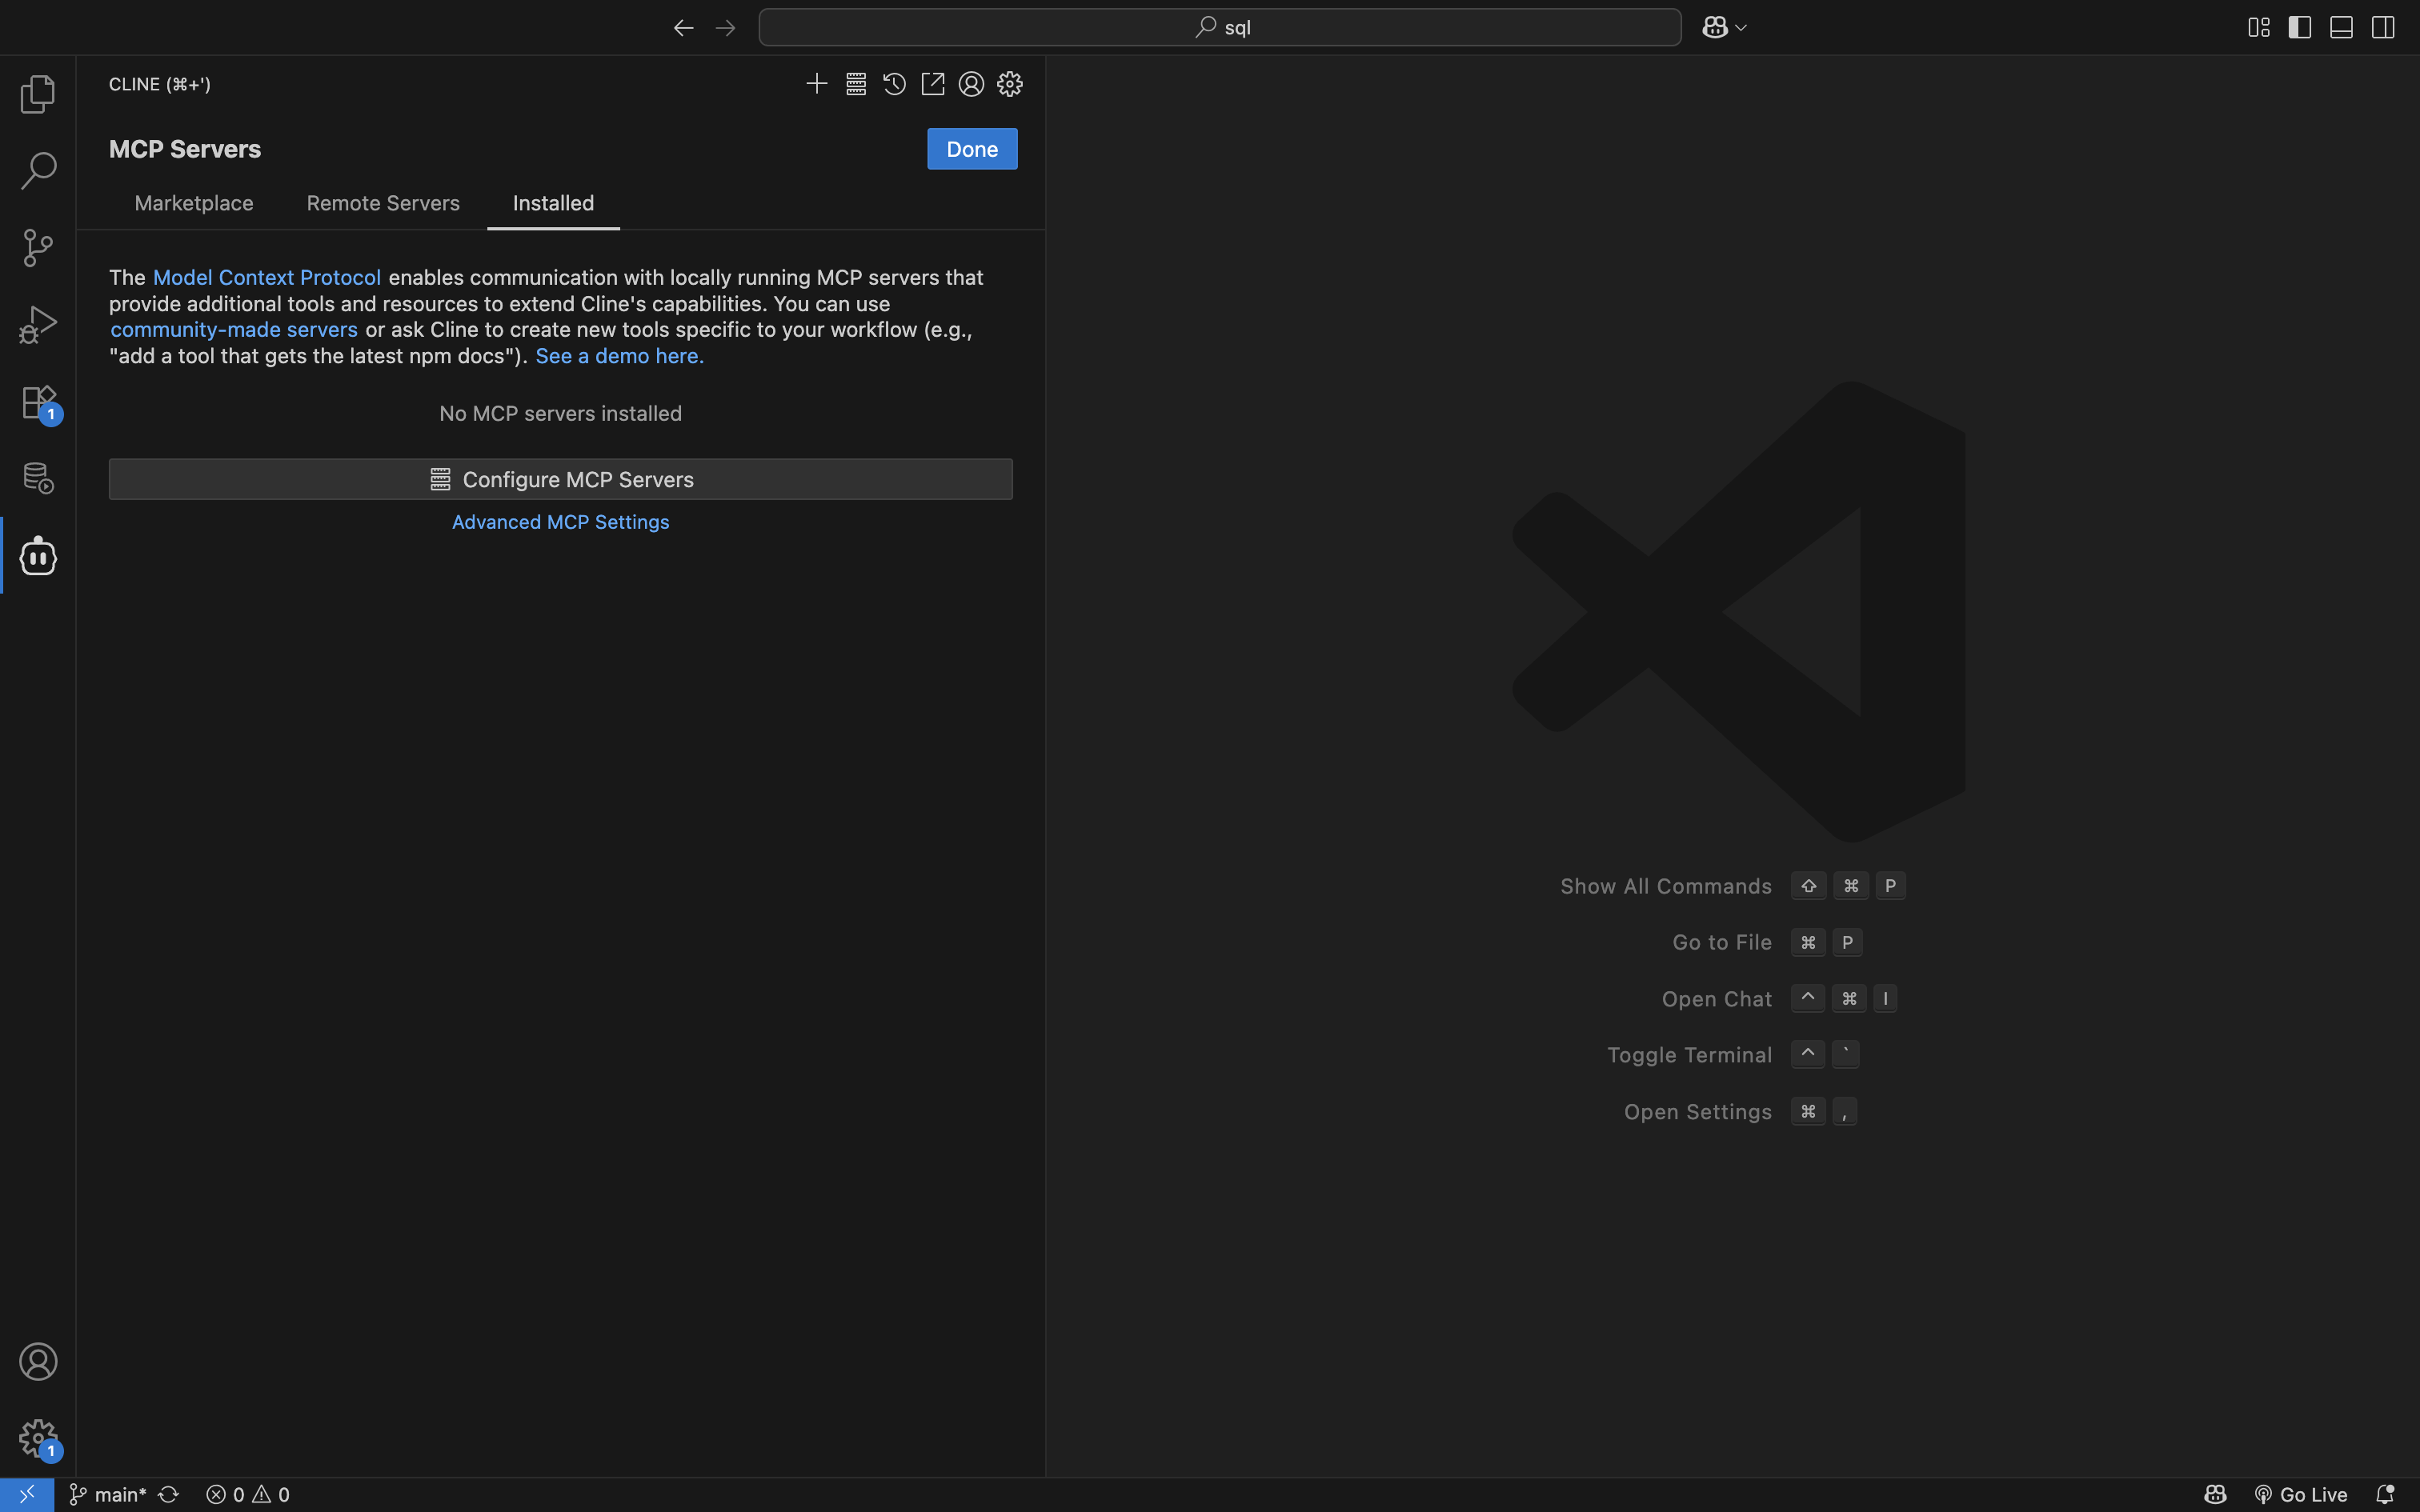 sql
CLINE (⌘+')
MCP Servers
Done
Marketplace
Remote Servers
Installed
The Model Context Protocol enables communication with locally running MCP servers that
provide additional tools and resources to extend Cline's capabilities. You can use
community-made servers or ask Cline to create new tools specific to your workflow (e.g.,
"add a tool that gets the latest npm docs"). See a demo here.
No MCP servers installed
Configure MCP Servers
Advanced MCP Settings
1
Show All Commands ⇧ ⌘ P
Go to File ⌘ P
Open Chat ^ ⌘ I
Toggle Terminal ^ `
Open Settings ⌘ ,
1
main*
0
0
Go Live